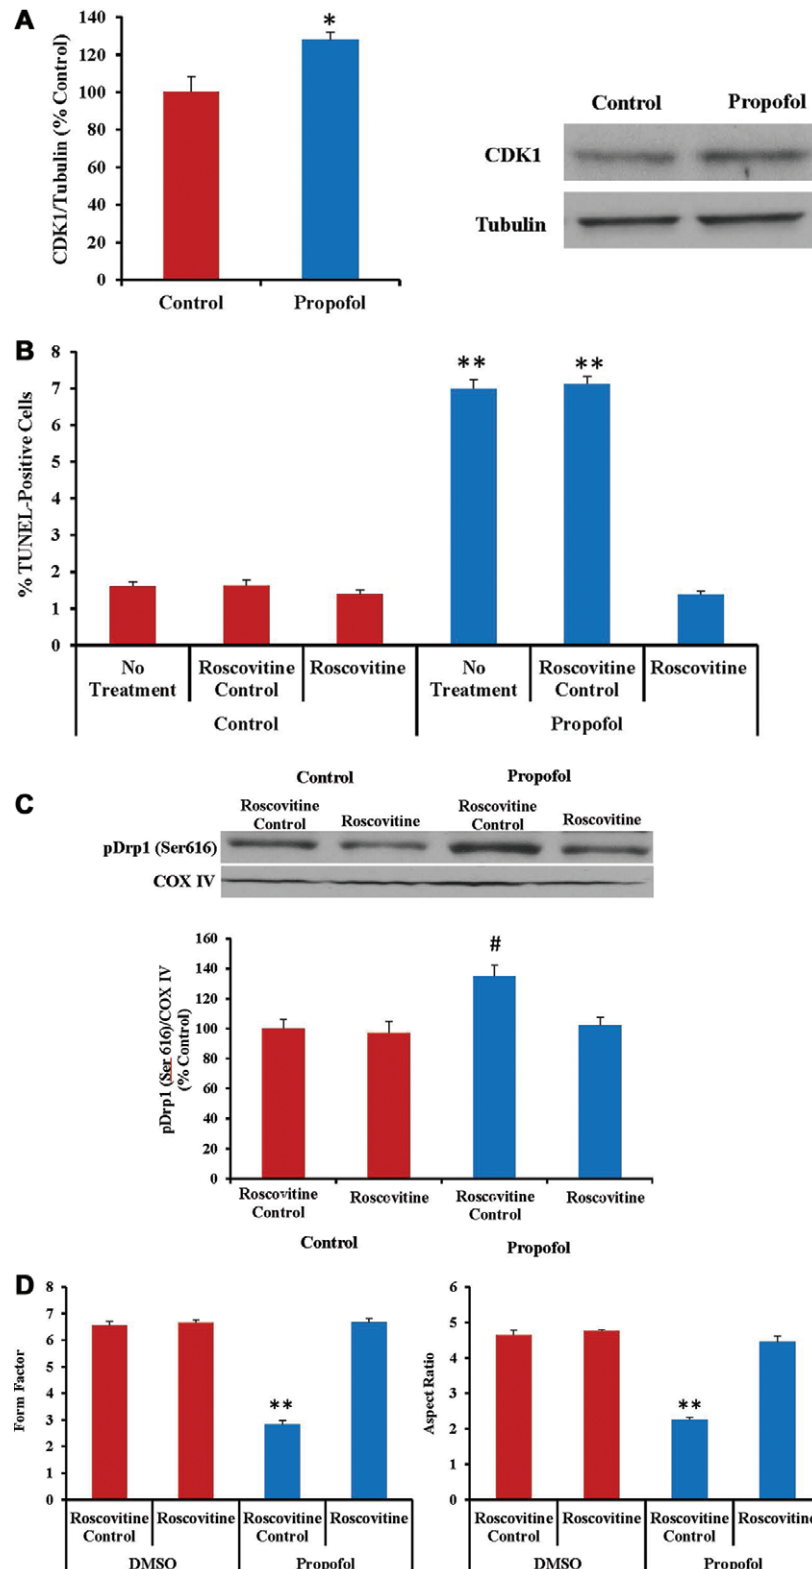 A
CDK1/Tubulin (% Control)
140
120
100
80
60
40
20
0
*
Control
Propofol
Control
Propofol
CDK1
Tubulin
B
% TUNEL-Positive Cells
8
7
6
5
4
3
2
1
0
**
**
No Treatment
Roscovitine Control
Roscovitine
No Treatment
Roscovitine Control
Roscovitine
Control
Propofol
C
Control
Propofol
Roscovitine Control
Roscovitine
Roscovitine Control
Roscovitine
pDrp1 (Ser616)
COX IV
pDrp1 (Ser 616)/COX IV
(% Control)
160
140
120
100
80
60
40
20
0
#
Roscovitine Control
Roscovitine
Roscovitine Control
Roscovitine
Control
Propofol
D
Form Factor
8
7
6
5
4
3
2
1
0
**
Roscovitine Control
Roscovitine
Roscovitine Control
Roscovitine
DMSO
Propofol
Aspect Ratio
6
5
4
3
2
1
0
**
Roscovitine Control
Roscovitine
Roscovitine Control
Roscovitine
DMSO
Propofol